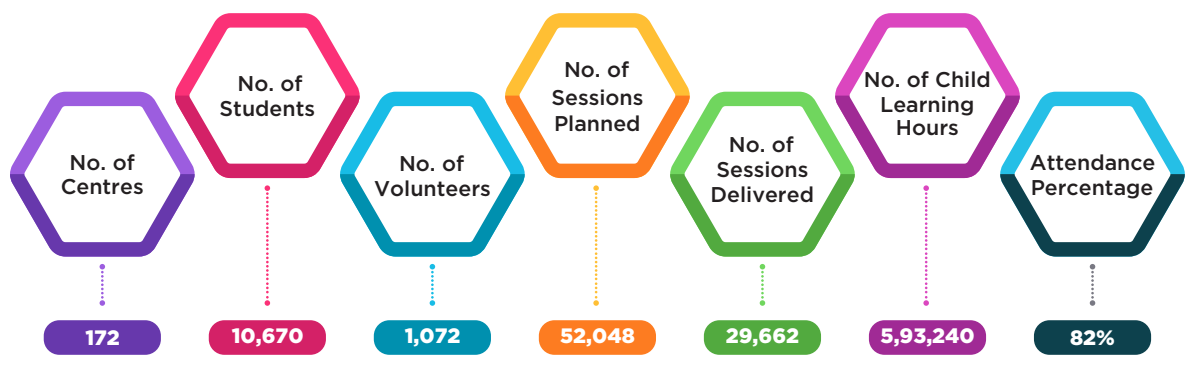 No. of
Centres
172
No. of
Students
10,670
No. of
Volunteers
1,072
No. of
Sessions
Planned
52,048
No. of
Sessions
Delivered
29,662
No. of Child
Learning
Hours
5,93,240
Attendance
Percentage
82%